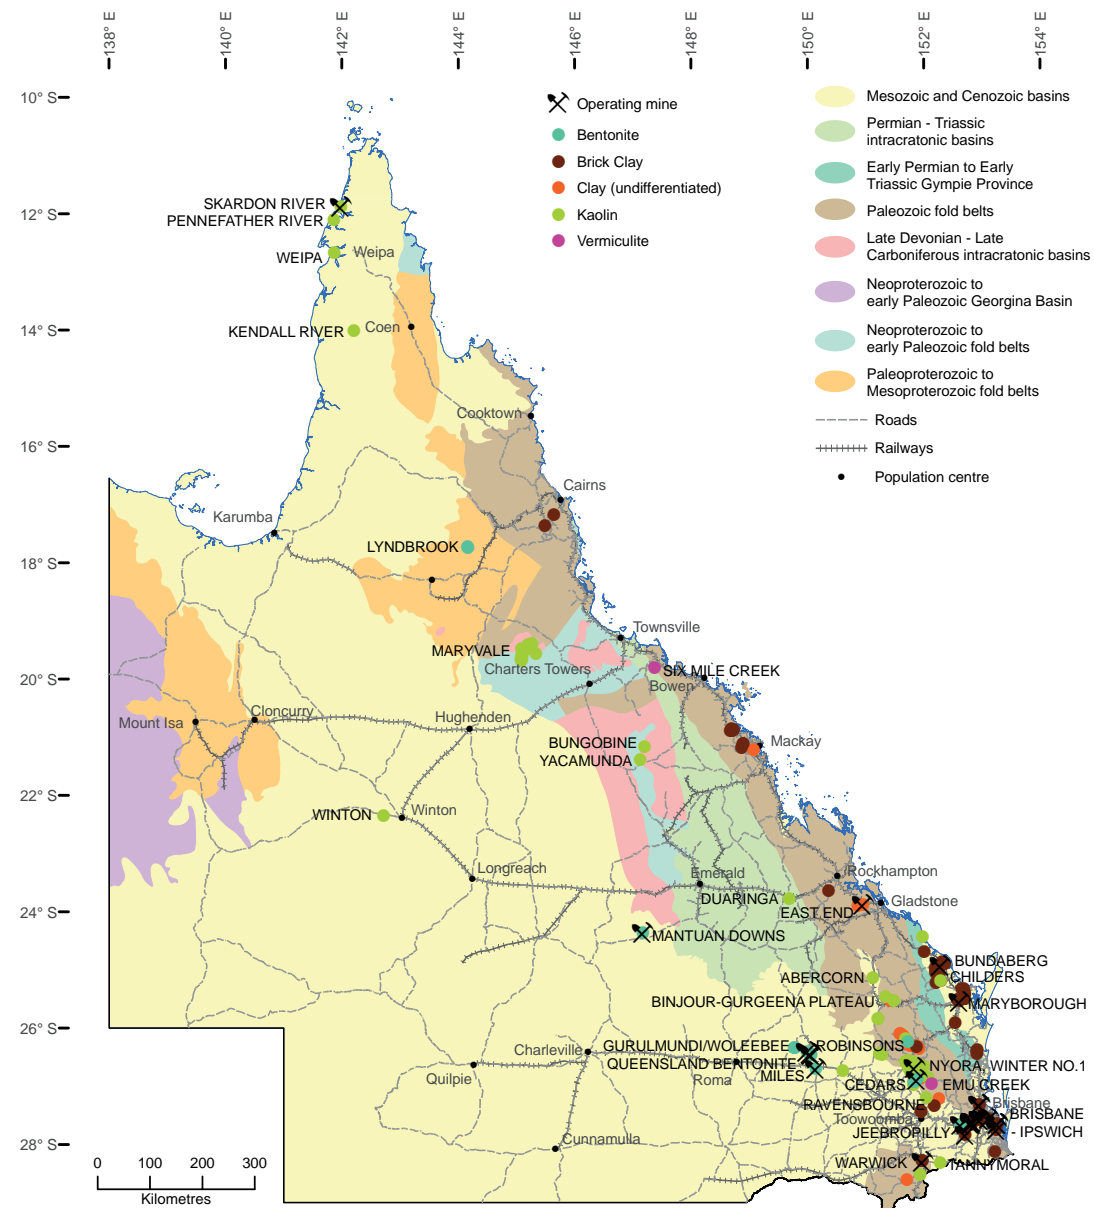 138° E
140° E
142° E
144° E
146° E
148° E
150° E
152° E
154° E
10° S
12° S
14° S
16° S
18° S
20° S
22° S
24° S
26° S
28° S
Operating mine
Bentonite
Brick Clay
Clay (undifferentiated)
Kaolin
Vermiculite
Mesozoic and Cenozoic basins
Permian - Triassic
intracratonic basins
Early Permian to Early
Triassic Gympie Province
Paleozoic fold belts
Late Devonian - Late
Carboniferous intracratonic basins
Neoproterozoic to
early Paleozoic Georgina Basin
Neoproterozoic to
early Paleozoic fold belts
Paleoproterozoic to
Mesoproterozoic fold belts
Roads
Railways
Population centre
SKARDON RIVER
PENNEFATHER RIVER
WEIPA
Weipa
KENDALL RIVER
Coen
Cooktown
Cairns
Karumba
LYNDBROOK
Townsville
MARYVALE
Charters Towers
SIX MILE CREEK
Bowen
Mount Isa
Cloncurry
Hughenden
BUNGOBINE
YACAMUNDA
Mackay
WINTON
Winton
Longreach
Emerald
Rockhampton
DUARINGA
EAST END
Gladstone
MANTUAN DOWNS
BUNDABERG
ABERCORN
CHILDERS
BINJOUR-GURGEENA PLATEAU
MARYBOROUGH
Charleville
GURULMUNDI/WOLEEBEE
ROBINSONS
QUEENSLAND BENTONITE
NYORA, WINTER NO.1
Quilpie
Roma
MILES
CEDARS
EMU CREEK
RAVENSBOURNE
Brisbane
Toowoomba
BRISBANE
JEEBROPILLY
- IPSWICH
Cunnamulla
WARWICK
TANNYMORAL
0 100 200 300
Kilometres